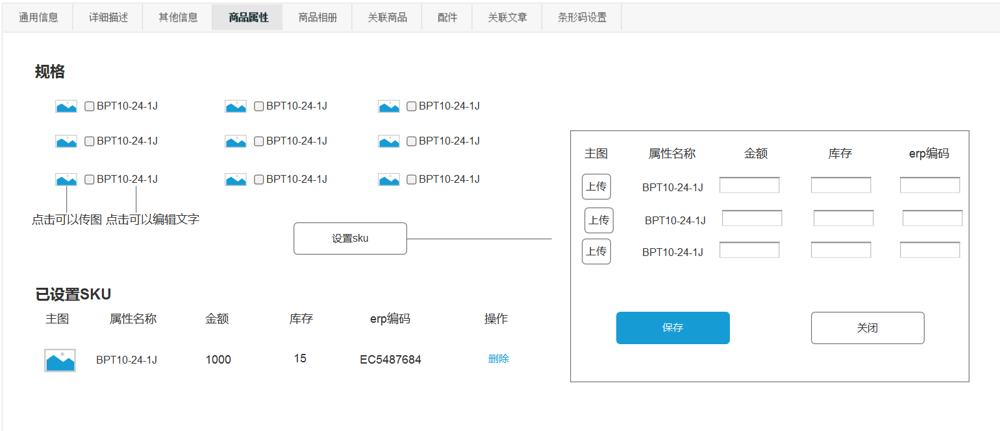 通用信息 详细描述 其他信息 商品属性 商品相册 关联商品 配件 关联文章 条形码设置
规格
BPT10-24-1J BPT10-24-1J BPT10-24-1J
BPT10-24-1J BPT10-24-1J BPT10-24-1J
BPT10-24-1J BPT10-24-1J BPT10-24-1J
点击可以传图 点击可以编辑文字
设置sku
主图 属性名称 金额 库存 erp编码
上传 BPT10-24-1J
上传 BPT10-24-1J
上传 BPT10-24-1J
保存 关闭
已设置SKU
主图 属性名称 金额 库存 erp编码 操作
BPT10-24-1J 1000 15 EC5487684 删除